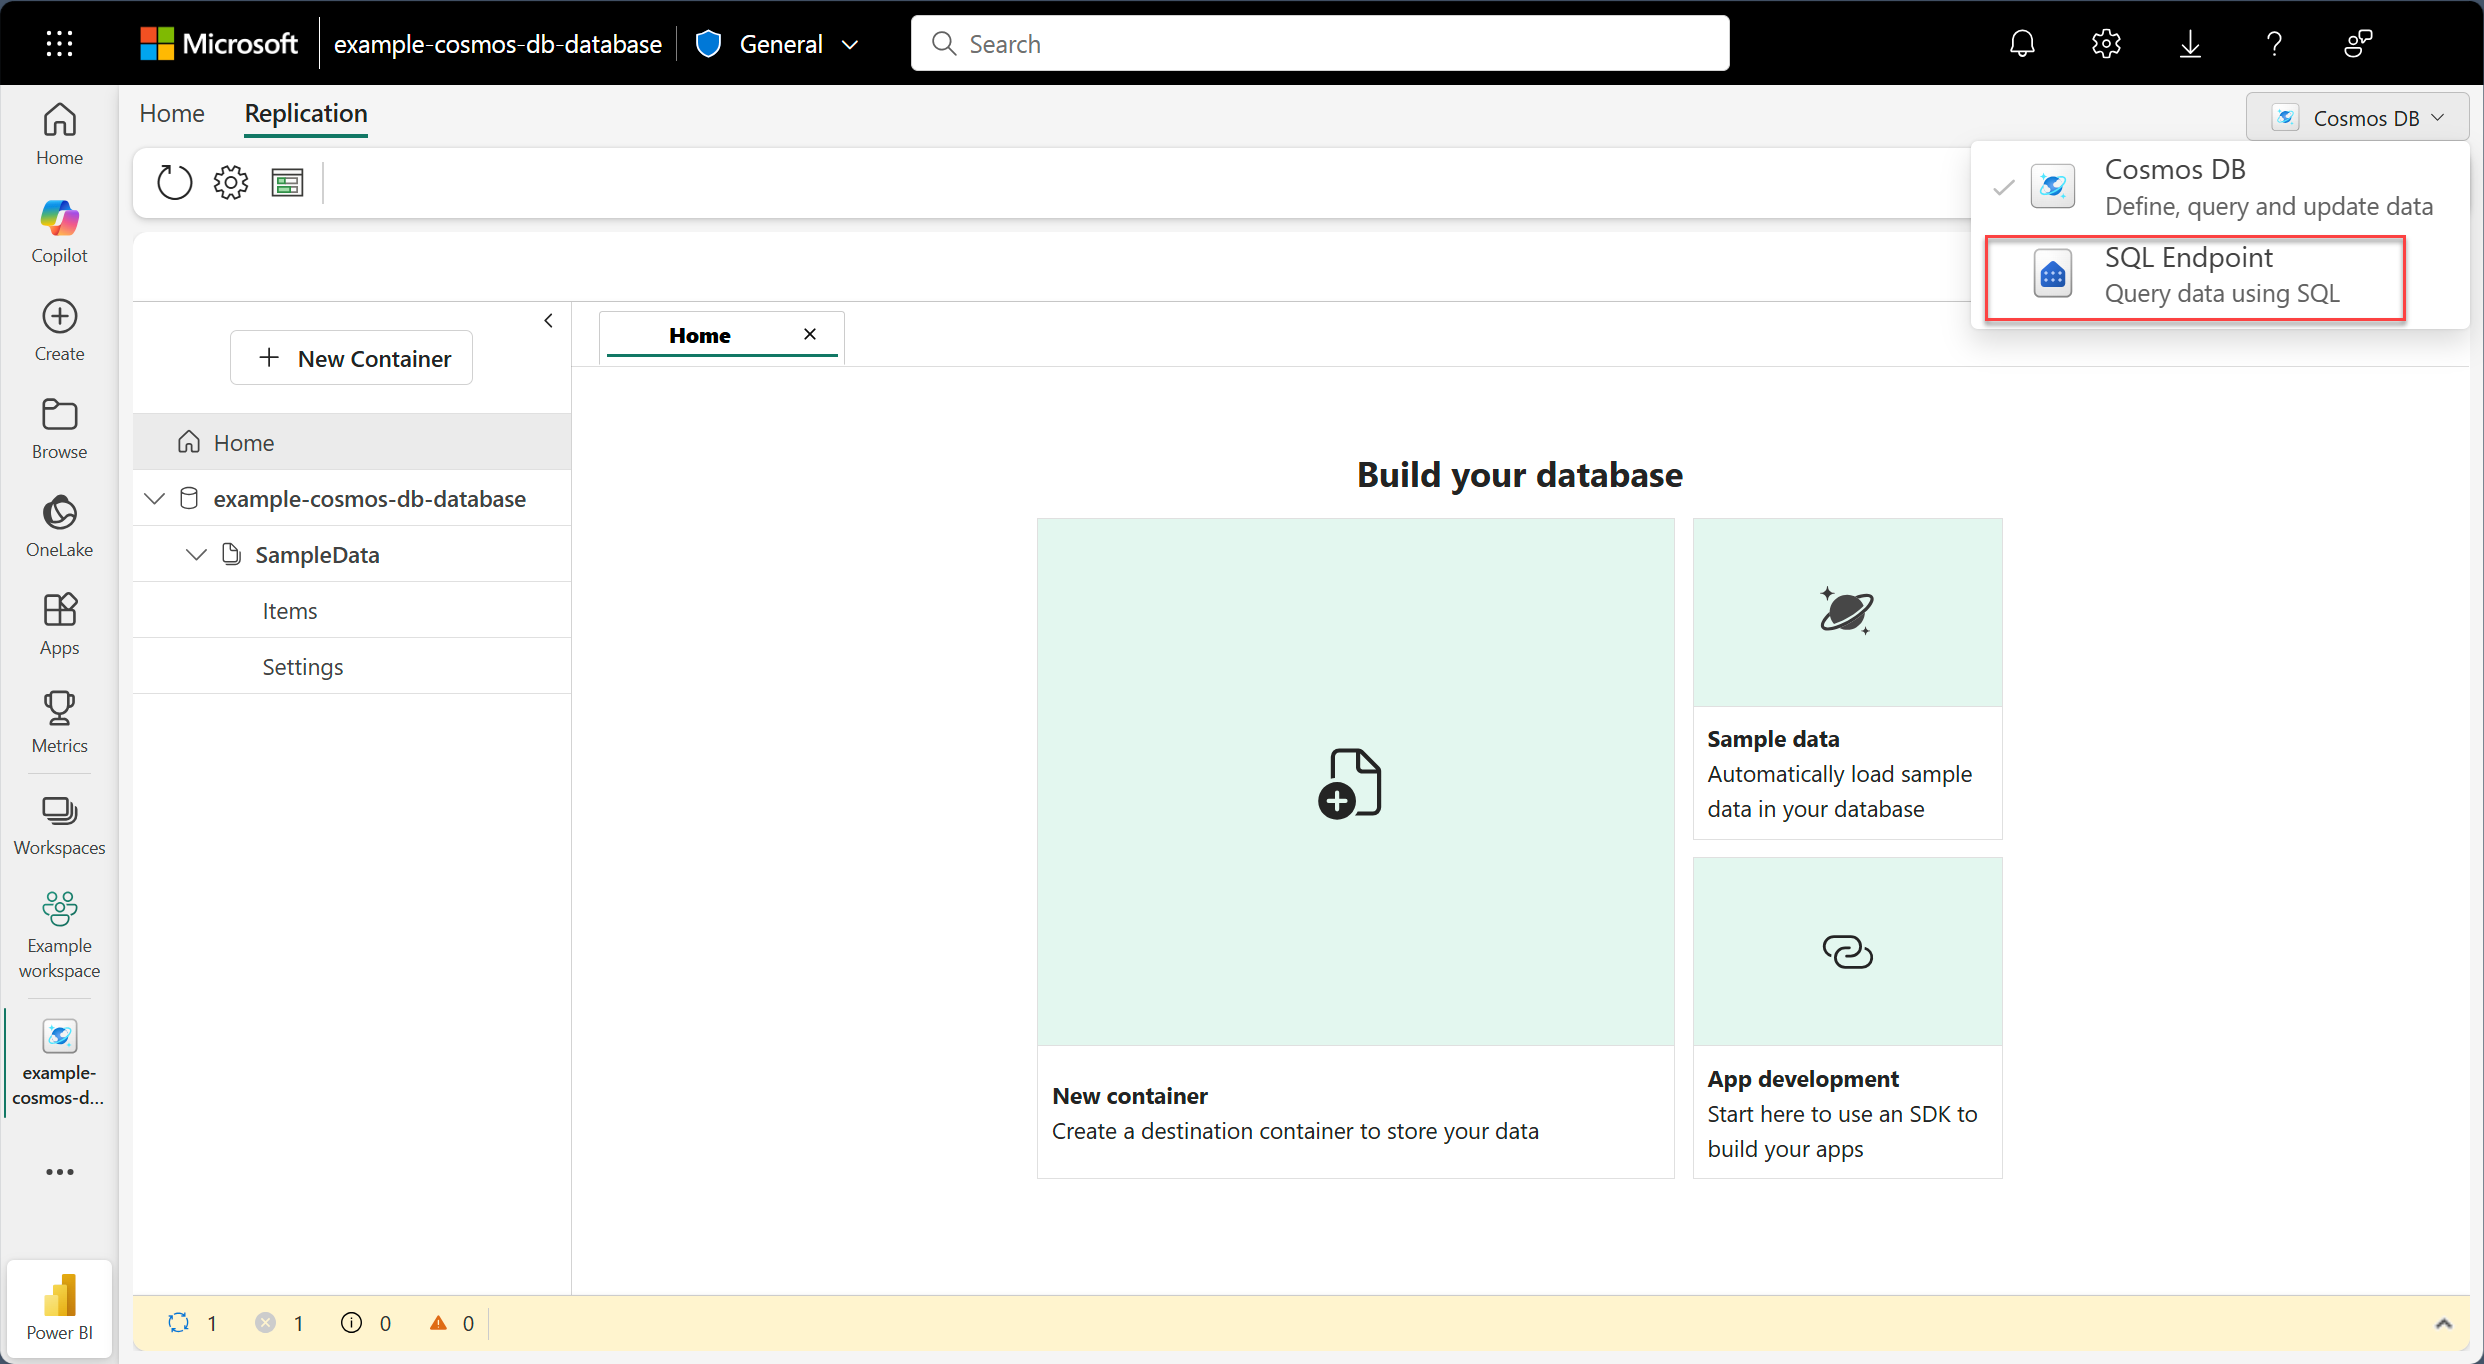 Microsoft
example-cosmos-db-database
General
Search
Home
Copilot
Create
Browse
OneLake
Apps
Metrics
Workspaces
Example
workspace
example-
cosmos-d...
Power BI
Home
Replication
Cosmos DB
Cosmos DB
Define, query and update data
SQL Endpoint
Query data using SQL
New Container
Home
example-cosmos-db-database
SampleData
Items
Settings
Home
Build your database
New container
Create a destination container to store your data
Sample data
Automatically load sample
data in your database
App development
Start here to use an SDK to
build your apps
1 1 0 0